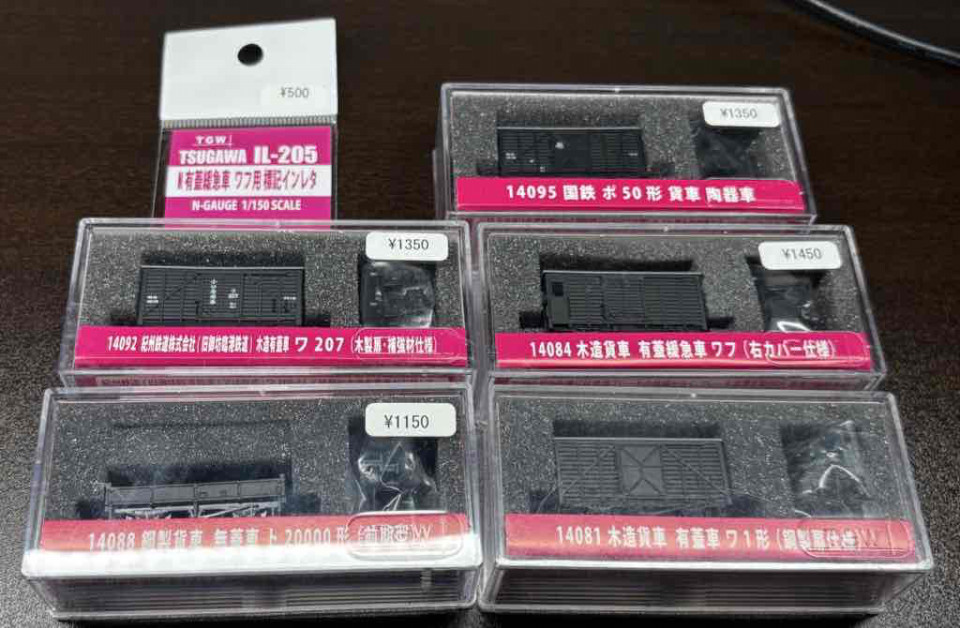 ¥500
TGW
TSUGAWA IL-205
N有蓋緩急車 ワフ用 標記インレタ
N-GAUGE 1/150 SCALE
¥1350
14095 国鉄 ポ50形 貨車 陶器車
¥1350
14092 紀州鉄道株式会社(旧御坊臨港鉄道) 木造有蓋車 ワ 207 (木製扉・補強材仕様)
¥1450
14084 木造貨車 有蓋緩急車 ワフ (右カバー仕様)
¥1150
14088 鋼製貨車 無蓋車 ト20000形 (前期型)
14081 木造貨車 有蓋車 ワ1形 (鋼製扉仕様)